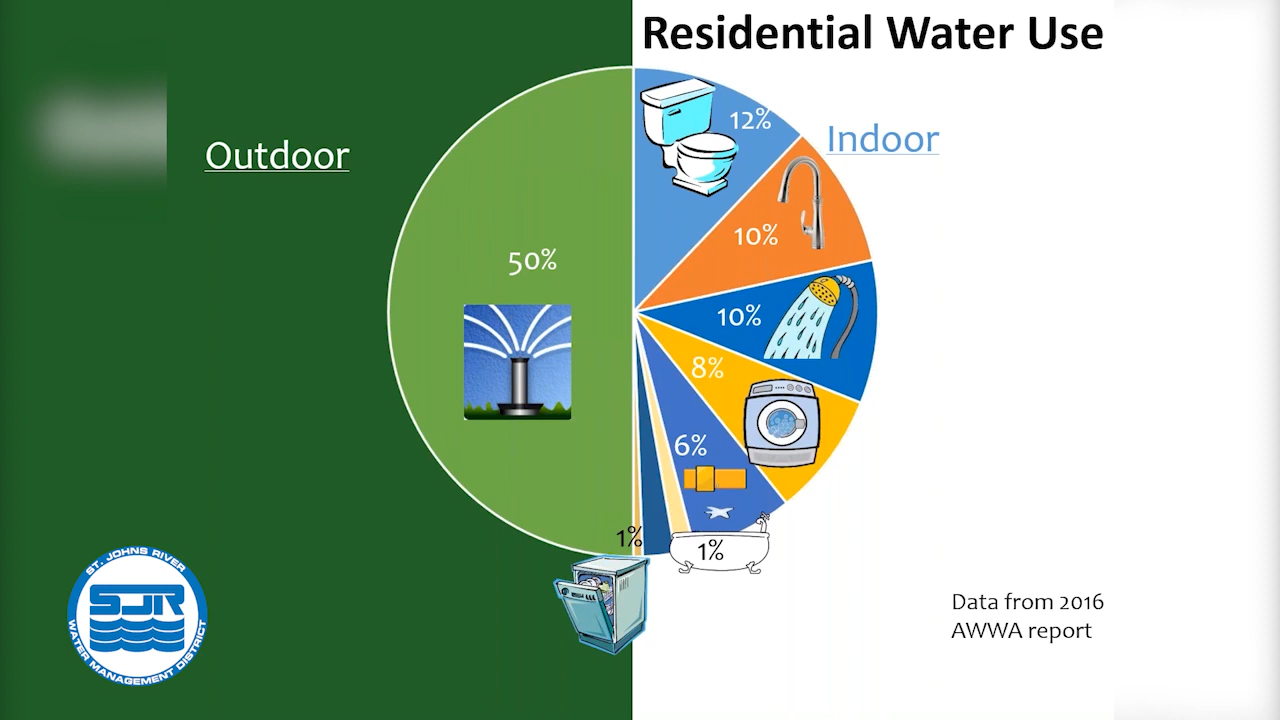 Residential Water Use
Outdoor
Indoor
12%
10%
50%
10%
8%
6%
1%
1%
Data from 2016
AWWA report
ST. JOHNS RIVER
SJR
WATER MANAGEMENT DISTRICT